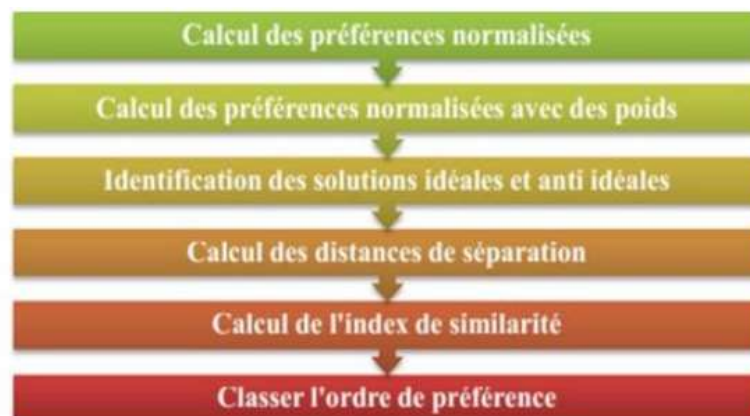 Calcul des préférences normalisées
Calcul des préférences normalisées avec des poids
Identification des solutions idéales et anti idéales
Calcul des distances de séparation
Calcul de l'index de similarité
Classer l'ordre de préférence